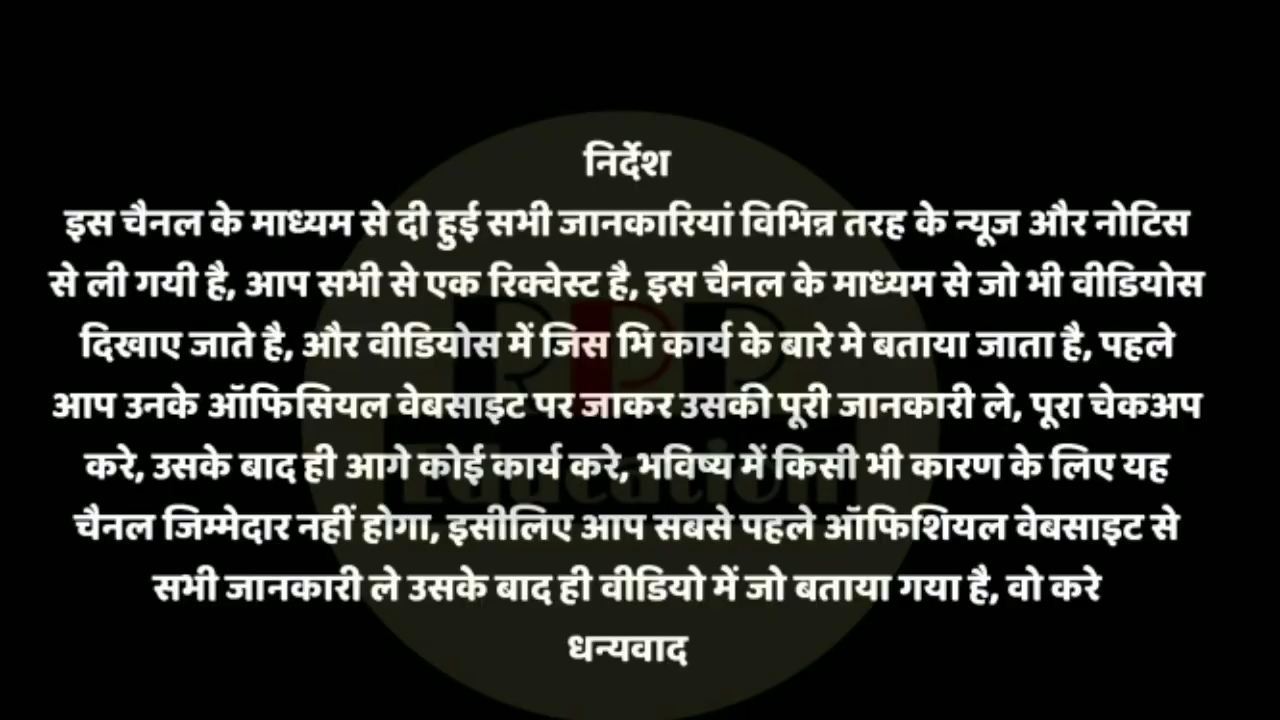 निर्देश
इस चैनल के माध्यम से दी हुई सभी जानकारियां विभिन्न तरह के न्यूज और नोटिस
से ली गयी है, आप सभी से एक रिक्वेस्ट है, इस चैनल के माध्यम से जो भी वीडियोस
दिखाए जाते है, और वीडियोस में जिस भि कार्य के बारे मे बताया जाता है, पहले
आप उनके ऑफिसियल वेबसाइट पर जाकर उसकी पूरी जानकारी ले, पूरा चेकअप
करे, उसके बाद ही आगे कोई कार्य करे, भविष्य में किसी भी कारण के लिए यह
चैनल जिम्मेदार नहीं होगा, इसीलिए आप सबसे पहले ऑफिशियल वेबसाइट से
सभी जानकारी ले उसके बाद ही वीडियो में जो बताया गया है, वो करे
धन्यवाद
Education